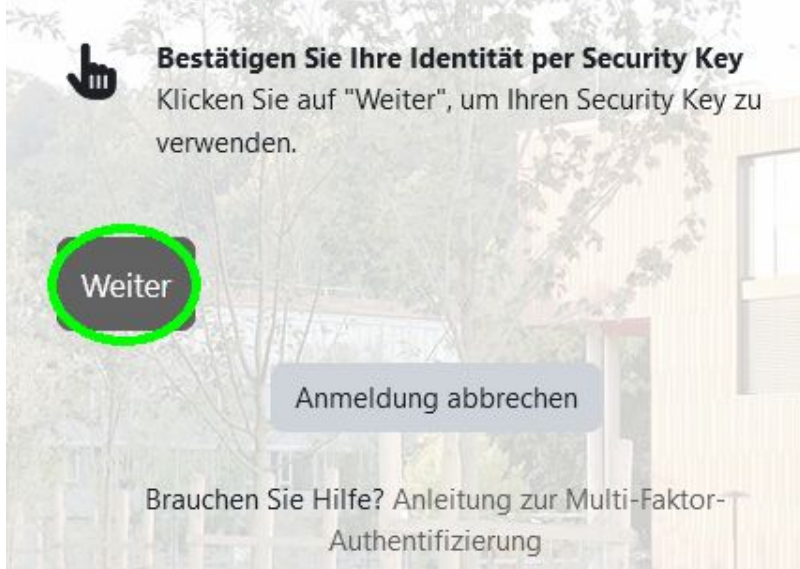 Bestätigen Sie Ihre Identität per Security Key
Klicken Sie auf "Weiter", um Ihren Security Key zu
verwenden.
Weiter
Anmeldung abbrechen
Brauchen Sie Hilfe? Anleitung zur Multi-Faktor-
Authentifizierung